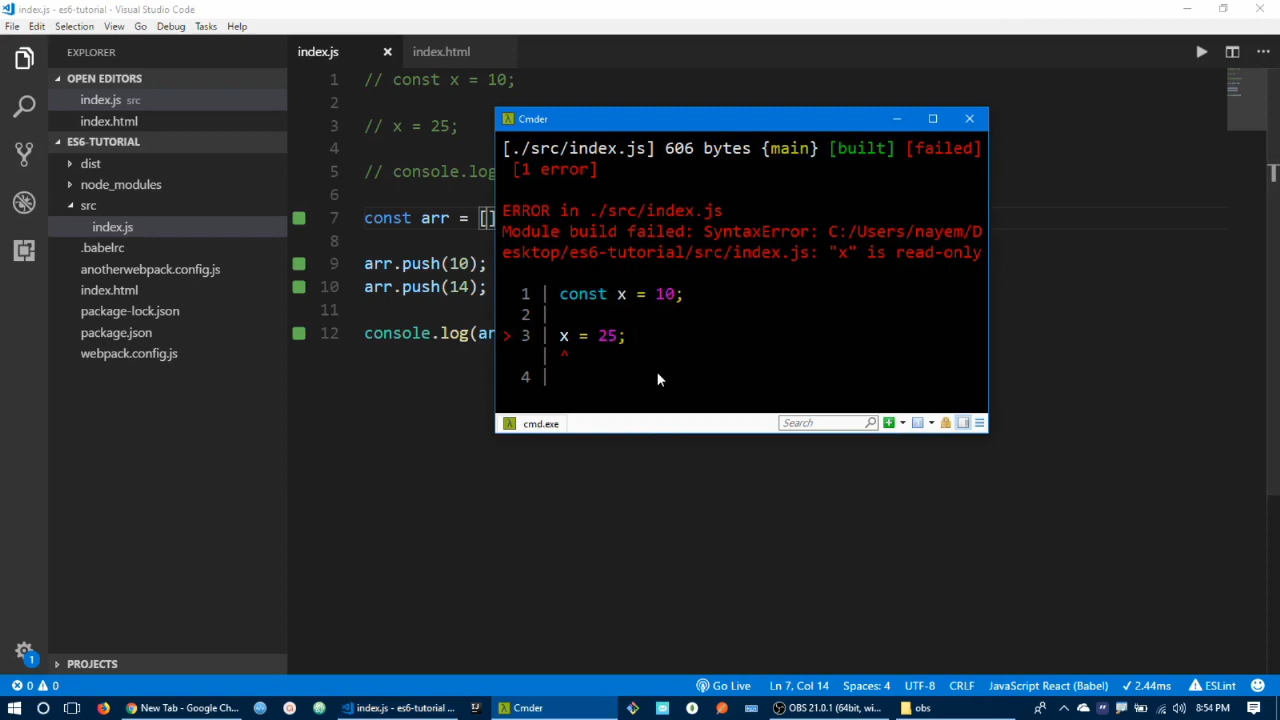 index.js - es6-tutorial - Visual Studio Code
File Edit Selection View Go Debug Tasks Help
EXPLORER
OPEN EDITORS
index.js src
index.html
ES6-TUTORIAL
dist
node_modules
src
index.js
.babelrc
anotherwebpack.config.js
index.html
package-lock.json
package.json
webpack.config.js
PROJECTS
index.js index.html
1 // const x = 10;
2
3 // x = 25;
4
5 // console.log
6
7 const arr = []
8
9 arr.push(10);
10 arr.push(14);
11
12 console.log(ar
Cmder
[./src/index.js] 606 bytes {main} [built] [failed]
[1 error]
ERROR in ./src/index.js
Module build failed: SyntaxError: C:/Users/nayem/D
esktop/es6-tutorial/src/index.js: "x" is read-only
1 | const x = 10;
2 |
> 3 | x = 25;
| ^
4 |
cmd.exe Search
1
0 0 Go Live Ln 7, Col 14 Spaces: 4 UTF-8 CRLF JavaScript React (Babel) ✓ 2.44ms ESLint
New Tab - Google Ch... index.js - es6-tutorial ... Cmder OBS 21.0.1 (64bit, w... obs 8:54 PM